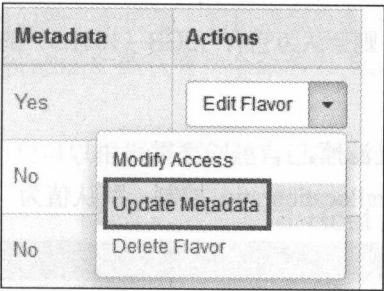 Metadata Actions
Yes Edit Flavor
Modify Access
No
Update Metadata
No Delete Flavor